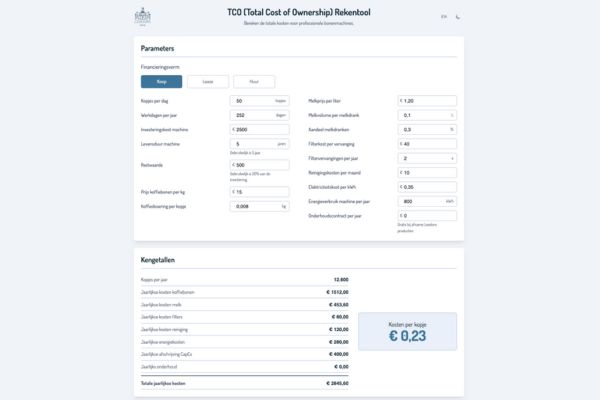 TCO (Total Cost of Ownership) Rekentool
Bereken de totale kosten voor professionele bonenmachines.
EN
Parameters
Financieringsvorm
Koop
Lease
Huur
Kopjes per dag
50
kopjes
Werkdagen per jaar
252
dagen
Investeringskost machine
€ 2500
Levensduur machine
5
jaren
Gebruikelijk is 5 jaar.
Restwaarde
€ 500
Gebruikelijk is 20% van de
investering.
Prijs koffiebonen per kg
€ 15
Koffiedosering per kopje
0,008
kg
Melkprijs per liter
€ 1,20
Melkvolume per melkdrank
0,1
L
Aandeel melkdranken
0,3
%
Filterkost per vervanging
€ 40
Filtervervangingen per jaar
2
x
Reinigingskosten per maand
€ 10
Elektriciteitskost per kWh
€ 0,35
Energieverbruik machine per jaar
800
kWh
Onderhoudscontract per jaar
€ 0
Gratis bij afname Leenders
producten
Kengetallen
Kopjes per jaar
12.600
Jaarlijkse kosten koffiebonen
€ 1512,00
Jaarlijkse kosten melk
€ 453,60
Jaarlijkse kosten filters
€ 80,00
Jaarlijkse kosten reiniging
€ 120,00
Jaarlijkse energiekosten
€ 280,00
Jaarlijkse afschrijving CapEx
€ 400,00
Jaarlijks onderhoud
€ 0,00
Totale jaarlijkse kosten
€ 2845,60
Kosten per kopje
€ 0,23